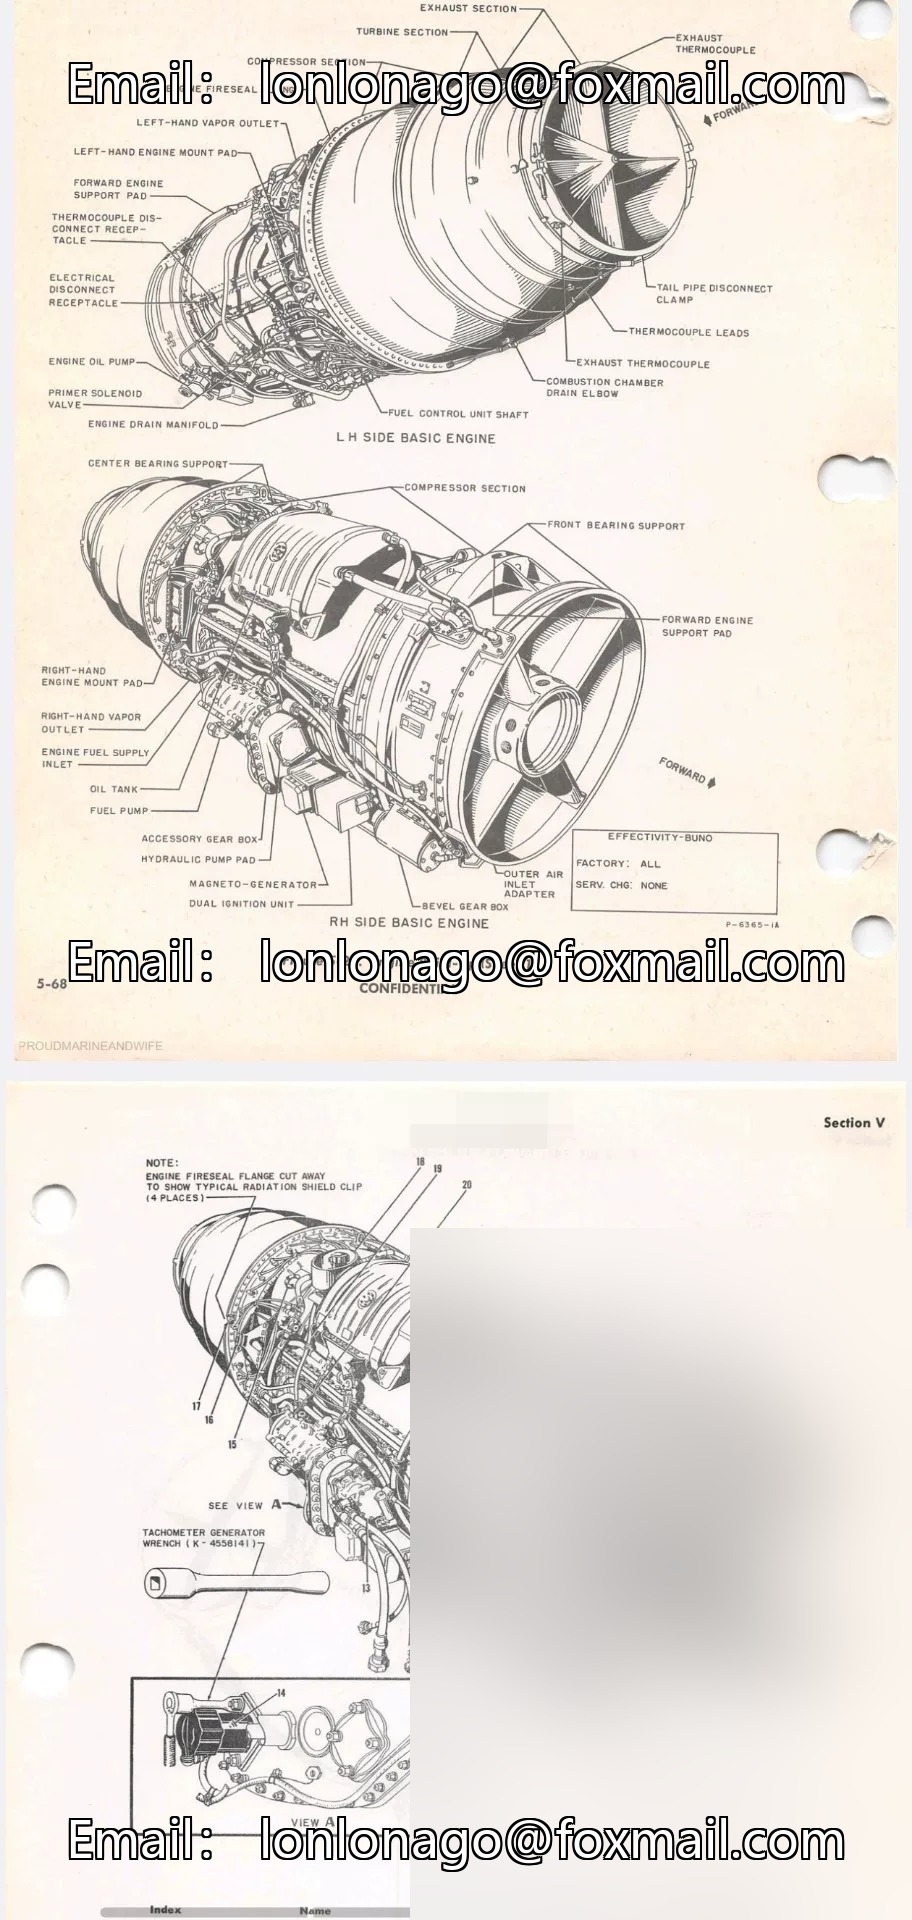 EXHAUST SECTION
TURBINE SECTION
EXHAUST
THERMOCOUPLE
COMPRESSOR SECTION
Email： lonlonago@foxmail.com
FIRESEAL
FORWARD
LEFT-HAND VAPOR OUTLET
LEFT-HAND ENGINE MOUNT PAD
FORWARD ENGINE
SUPPORT PAD
THERMOCOUPLE DIS-
CONNECT RECEP-
TACLE
ELECTRICAL
DISCONNECT
RECEPTACLE
TAIL PIPE DISCONNECT
CLAMP
THERMOCOUPLE LEADS
ENGINE OIL PUMP
EXHAUST THERMOCOUPLE
COMBUSTION CHAMBER
DRAIN ELBOW
PRIMER SOLENOID
VALVE
FUEL CONTROL UNIT SHAFT
ENGINE DRAIN MANIFOLD
L H SIDE BASIC ENGINE
CENTER BEARING SUPPORT
COMPRESSOR SECTION
FRONT BEARING SUPPORT
FORWARD ENGINE
SUPPORT PAD
RIGHT-HAND
ENGINE MOUNT PAD
RIGHT-HAND VAPOR
OUTLET
ENGINE FUEL SUPPLY
INLET
FORWARD
OIL TANK
FUEL PUMP
ACCESSORY GEAR BOX
HYDRAULIC PUMP PAD
MAGNETO-GENERATOR
DUAL IGNITION UNIT
OUTER AIR
INLET
ADAPTER
BEVEL GEAR BOX
EFFECTIVITY-BUNO
FACTORY: ALL
SERV. CHG: NONE
RH SIDE BASIC ENGINE
P-6365-1A
Email： lonlonago@foxmail.com
5-68
CONFIDENTIAL
PROUDMARINEANDWIFE
Section V
NOTE:
ENGINE FIRESEAL FLANGE CUT AWAY
TO SHOW TYPICAL RADIATION SHIELD CLIP
(4 PLACES)
18
19
20
17
16
15
SEE VIEW A
TACHOMETER GENERATOR
WRENCH (K-4558141)
13
14
VIEW A
Email： lonlonago@foxmail.com
Index Name